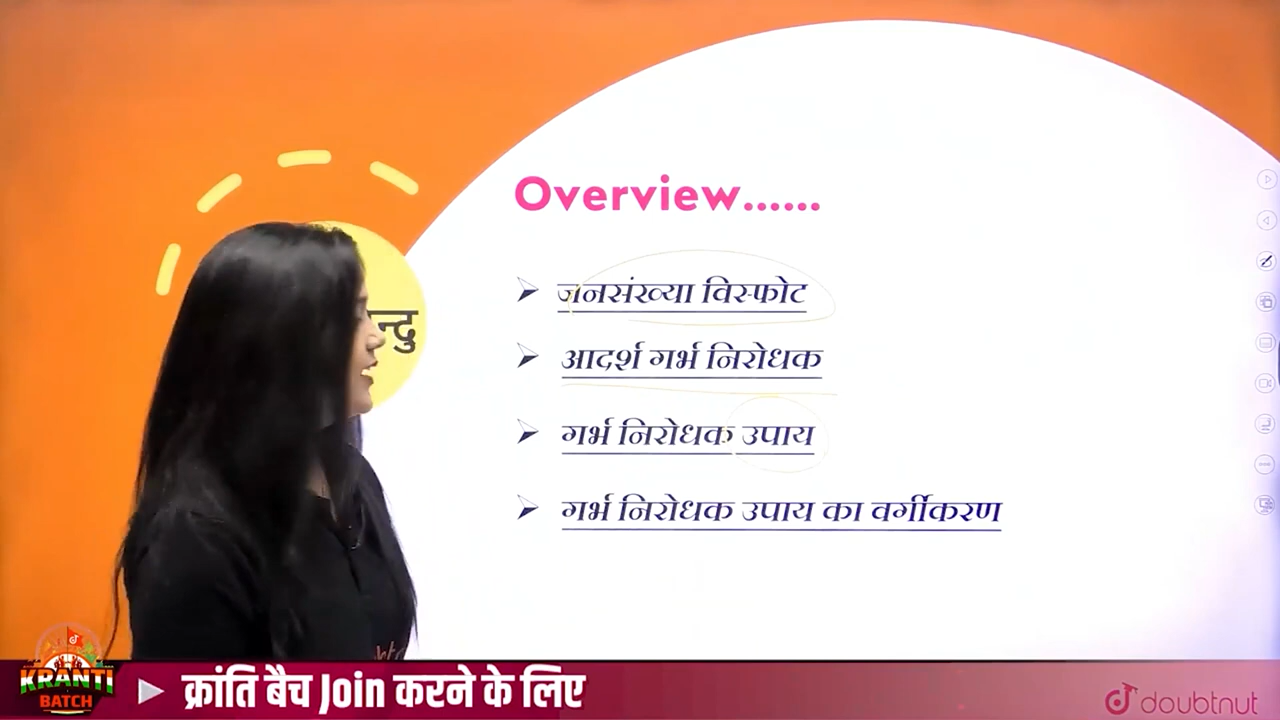 Overview......
जनसंख्या विस्फोट
आदर्श गर्भ निरोधक
गर्भ निरोधक उपाय
गर्भ निरोधक उपाय का वर्गीकरण
KRANTI
BATCH
क्रांति बैच Join करने के लिए
doubtnut